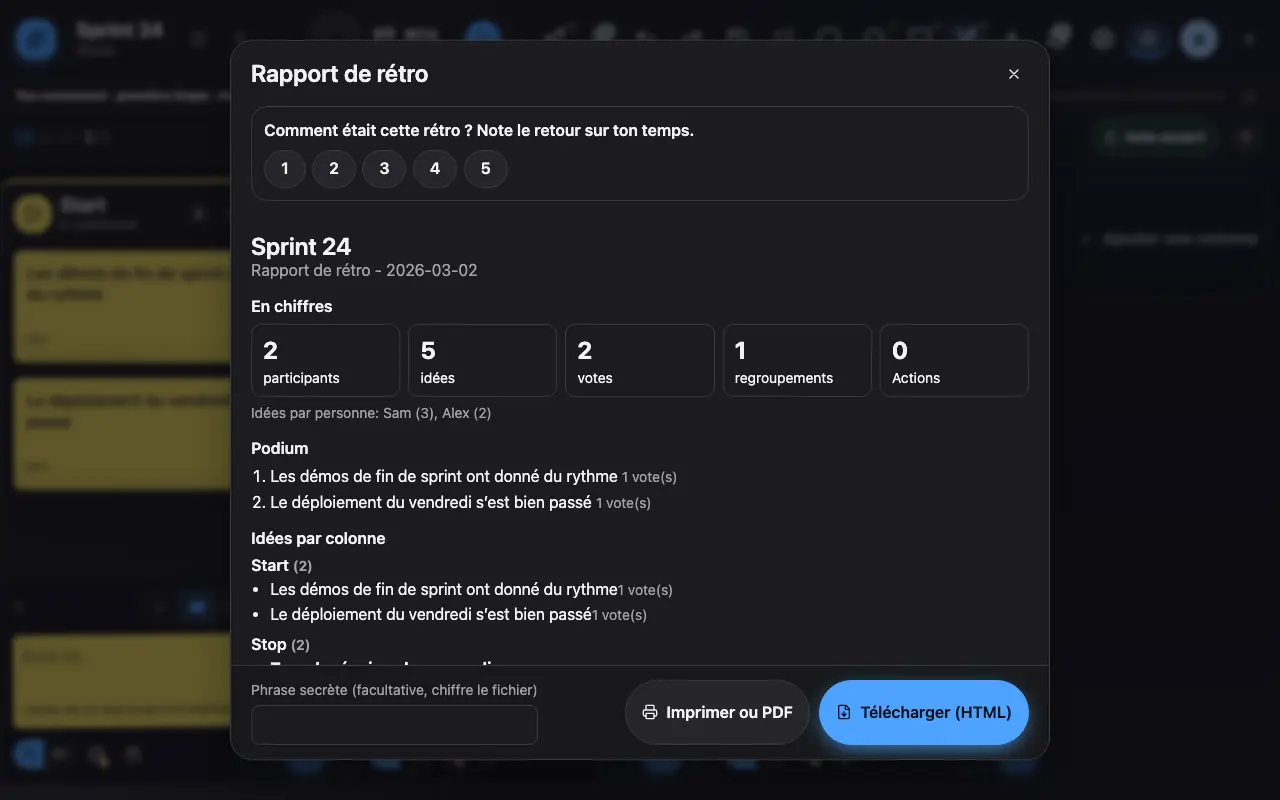 Sprint 24
Rapport de rétro
Comment était cette rétro ? Note le retour sur ton temps.
1 2 3 4 5
Start
Sprint 24
Rapport de rétro - 2026-03-02
En chiffres
2 5 2 1 0
participants idées votes regroupements Actions
Idées par personne: Sam (3), Alex (2)
Podium
1. Les démos de fin de sprint ont donné du rythme 1 vote(s)
2. Le déploiement du vendredi s’est bien passé 1 vote(s)
Idées par colonne
Start (2)
• Les démos de fin de sprint ont donné du rythme1 vote(s)
• Le déploiement du vendredi s’est bien passé1 vote(s)
Stop (2)
Phrase secrète (facultative, chiffre le fichier)
Imprimer ou PDF
Télécharger (HTML)